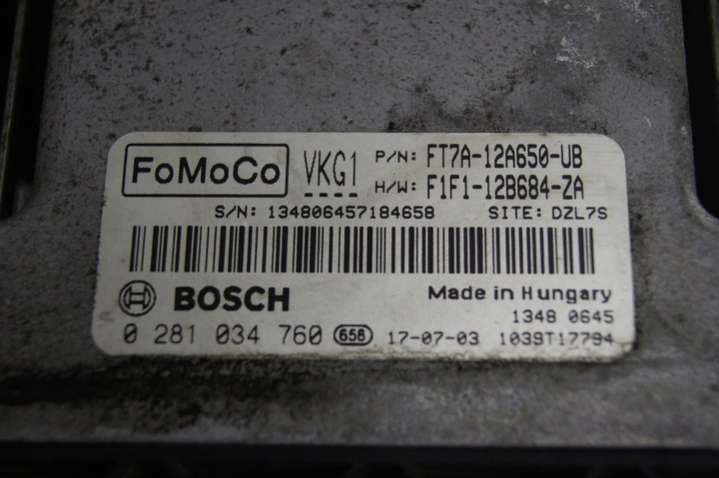 FoMoCo VKG1 P/N: FT7A-12A650-UB
H/W: F1F1-12B684-ZA
S/N: 134806457184658 SITE: DZL7S
BOSCH Made in Hungary
1348 0645
0 281 034 760 658 17-07-03 1039T17794